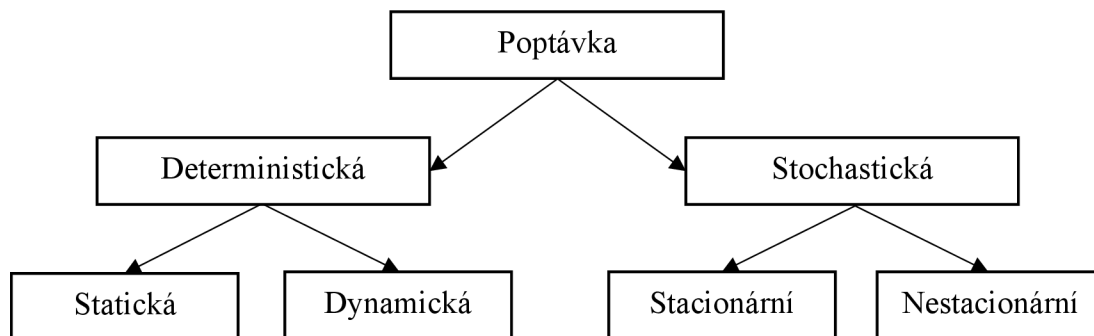 Poptávka
Deterministická
Stochastická
Statická
Dynamická
Stacionární
Nestacionární